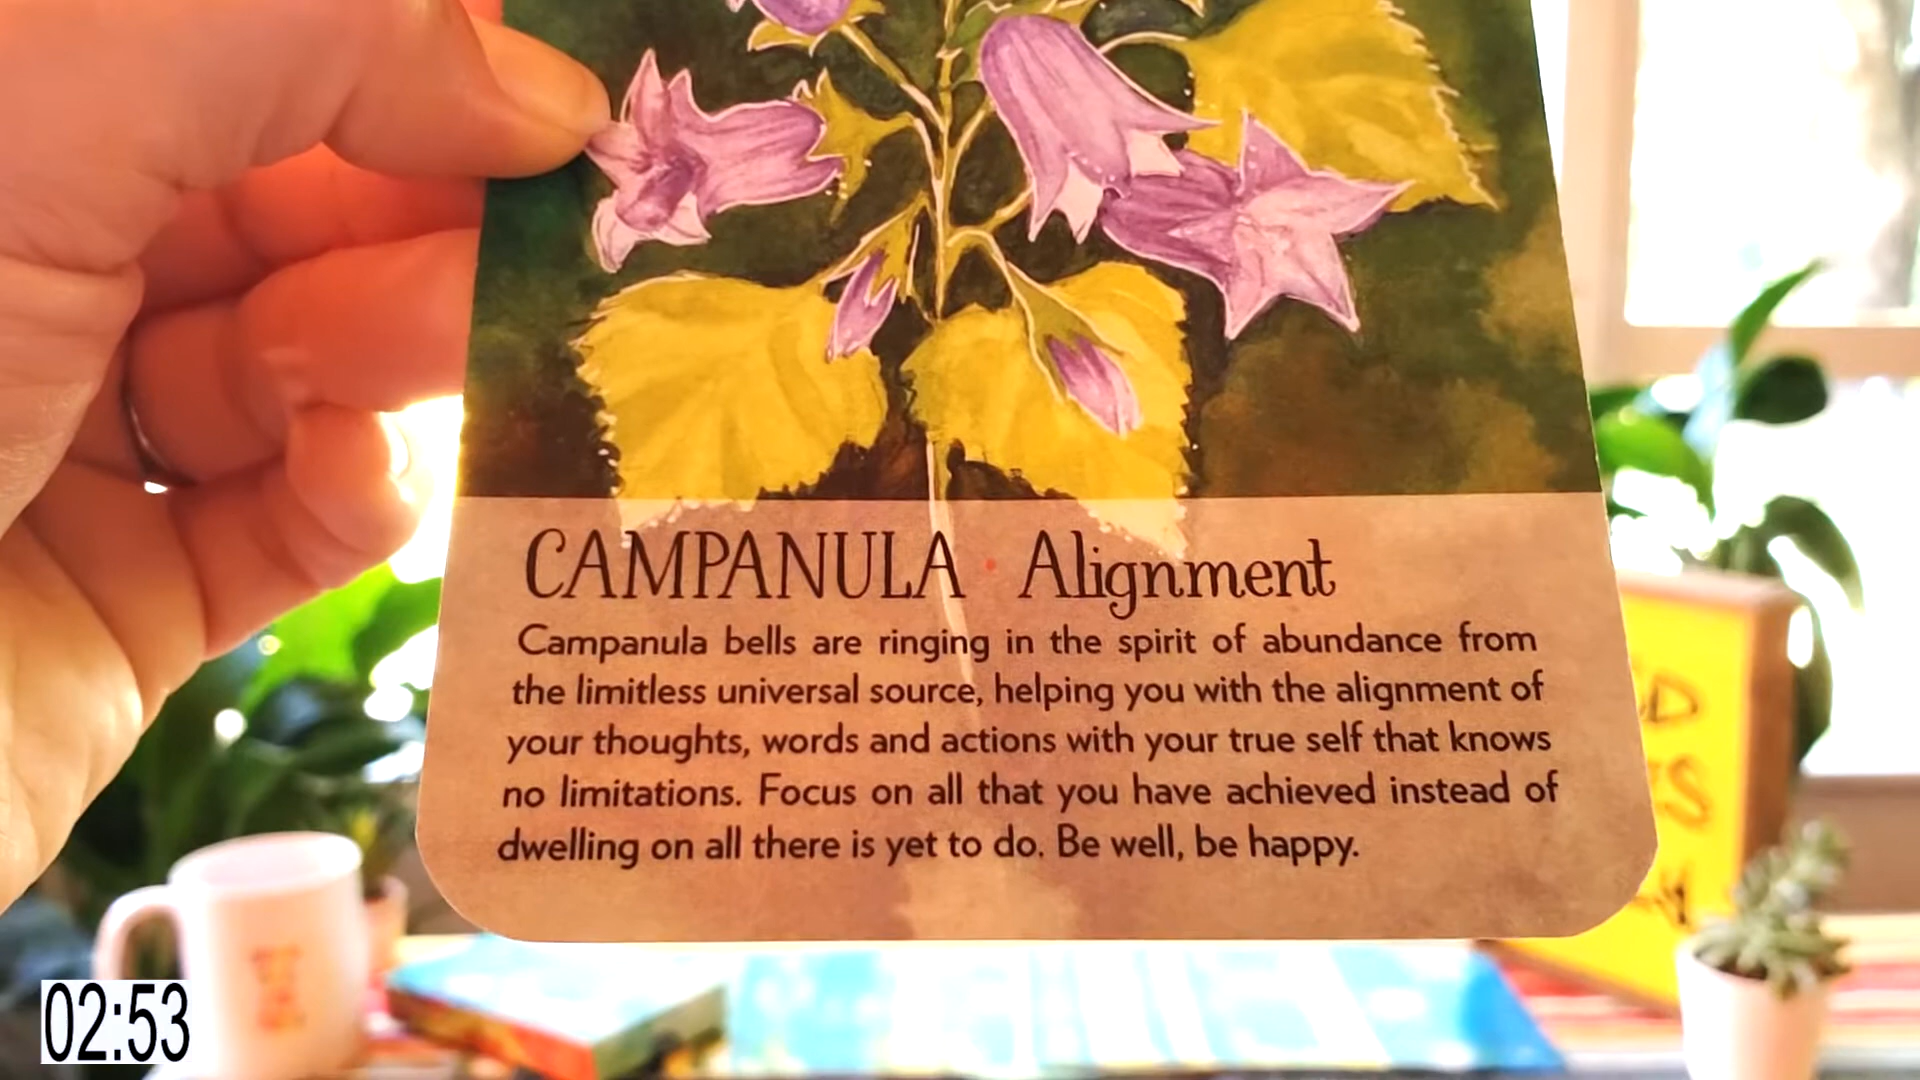 CAMPANULA · Alignment
Campanula bells are ringing in the spirit of abundance from
the limitless universal source, helping you with the alignment of
your thoughts, words and actions with your true self that knows
no limitations. Focus on all that you have achieved instead of
dwelling on all there is yet to do. Be well, be happy.
02:53